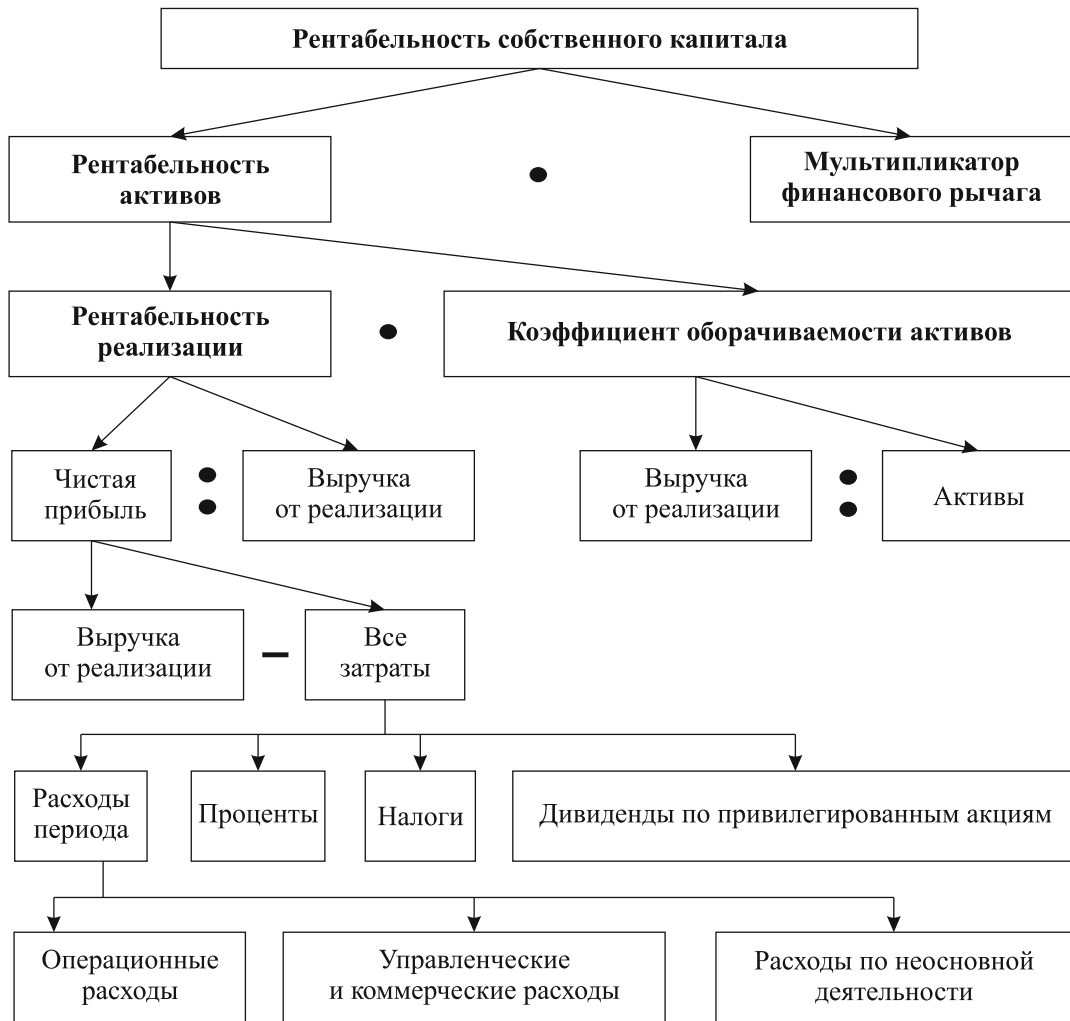 Рентабельность собственного капитала
Рентабельность
активов
•
Мультипликатор
финансового рычага
Рентабельность
реализации
•
Коэффициент оборачиваемости активов
Чистая
прибыль
:
Выручка
от реализации
Выручка
от реализации
:
Активы
Выручка
от реализации
–
Все
затраты
Расходы
периода
Проценты
Налоги
Дивиденды по привилегированным акциям
Операционные
расходы
Управленческие
и коммерческие расходы
Расходы по неосновной
деятельности